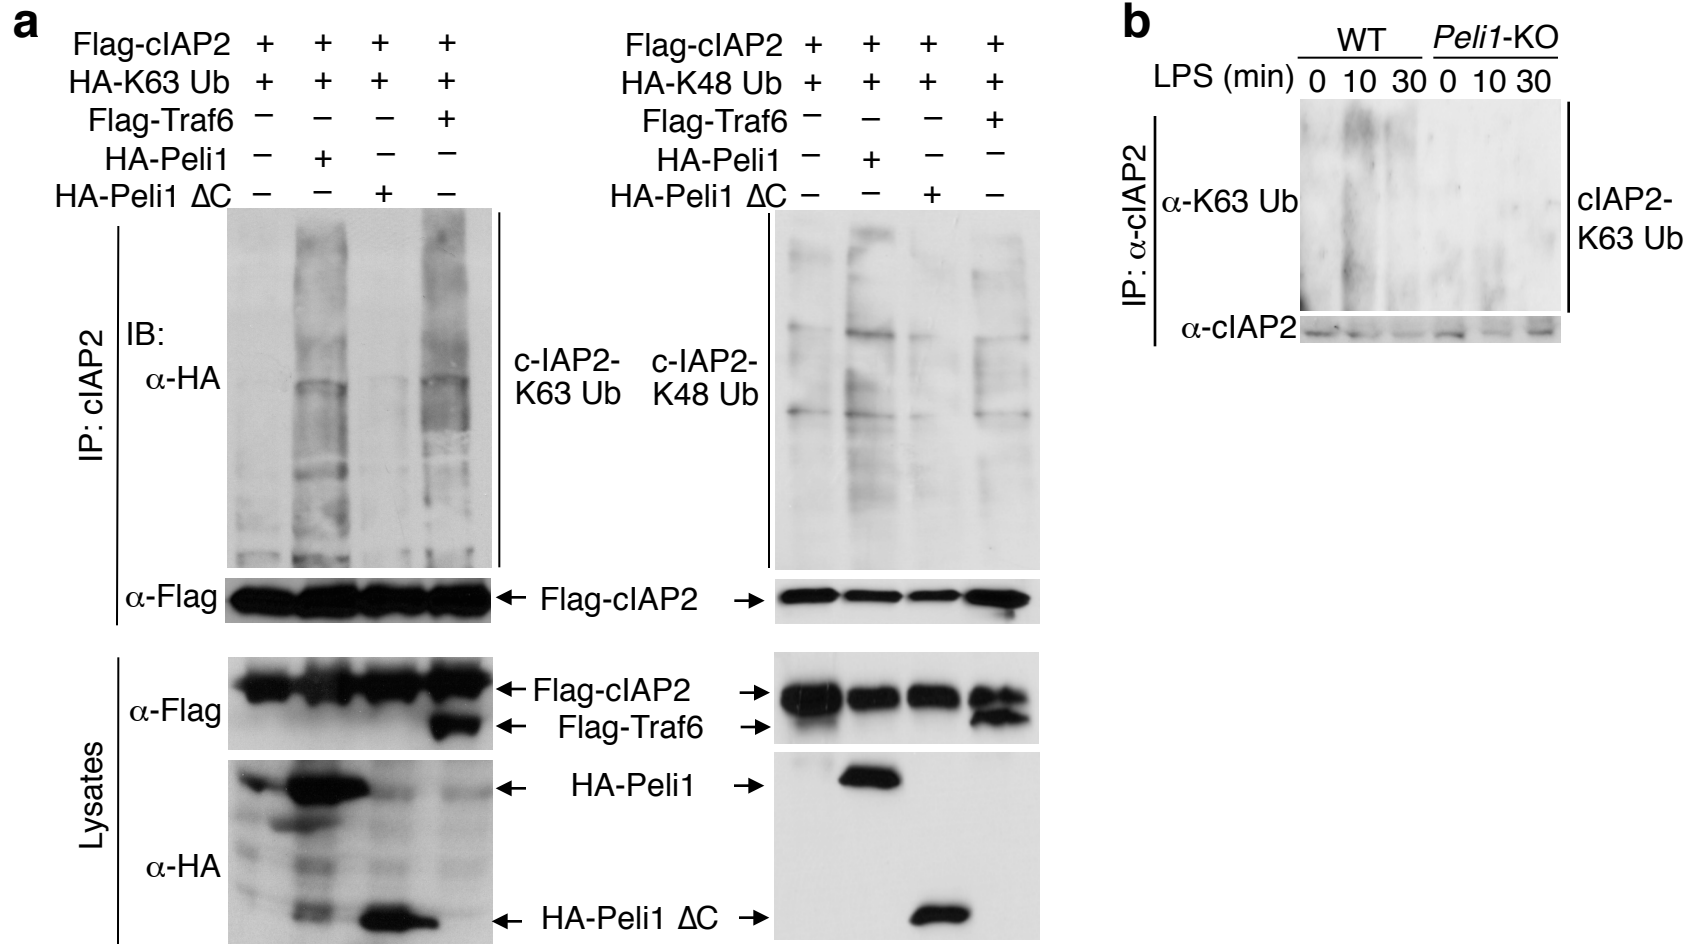 a
Flag-cIAP2 + + + +
HA-K63 Ub + + + +
Flag-Traf6 – – – +
HA-Peli1 – + – –
HA-Peli1 ΔC – – + –
IP: cIAP2
IB:
α-HA
c-IAP2-
K63 Ub
α-Flag
Flag-cIAP2
Lysates
α-Flag
Flag-cIAP2
Flag-Traf6
α-HA
HA-Peli1
HA-Peli1 ΔC
Flag-cIAP2 + + + +
HA-K48 Ub + + + +
Flag-Traf6 – – – +
HA-Peli1 – + – –
HA-Peli1 ΔC – – + –
c-IAP2-
K48 Ub
b
WT Peli1-KO
LPS (min) 0 10 30 0 10 30
IP: α-cIAP2
α-K63 Ub
cIAP2-
K63 Ub
α-cIAP2